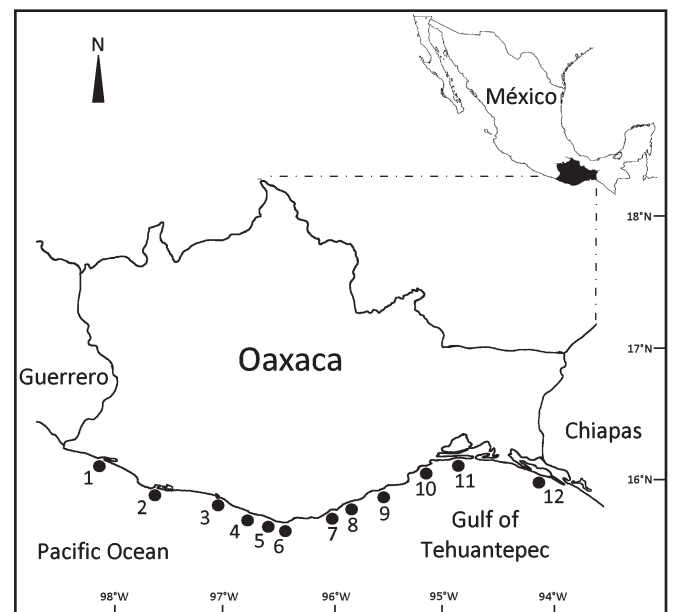 N
México
18°N
17°N
Oaxaca
Guerrero
Chiapas
16°N
1
2
3
4
5
6
7
8
9
10
11
12
Gulf of
Tehuantepec
Pacific Ocean
98°W
97°W
96°W
95°W
94°W